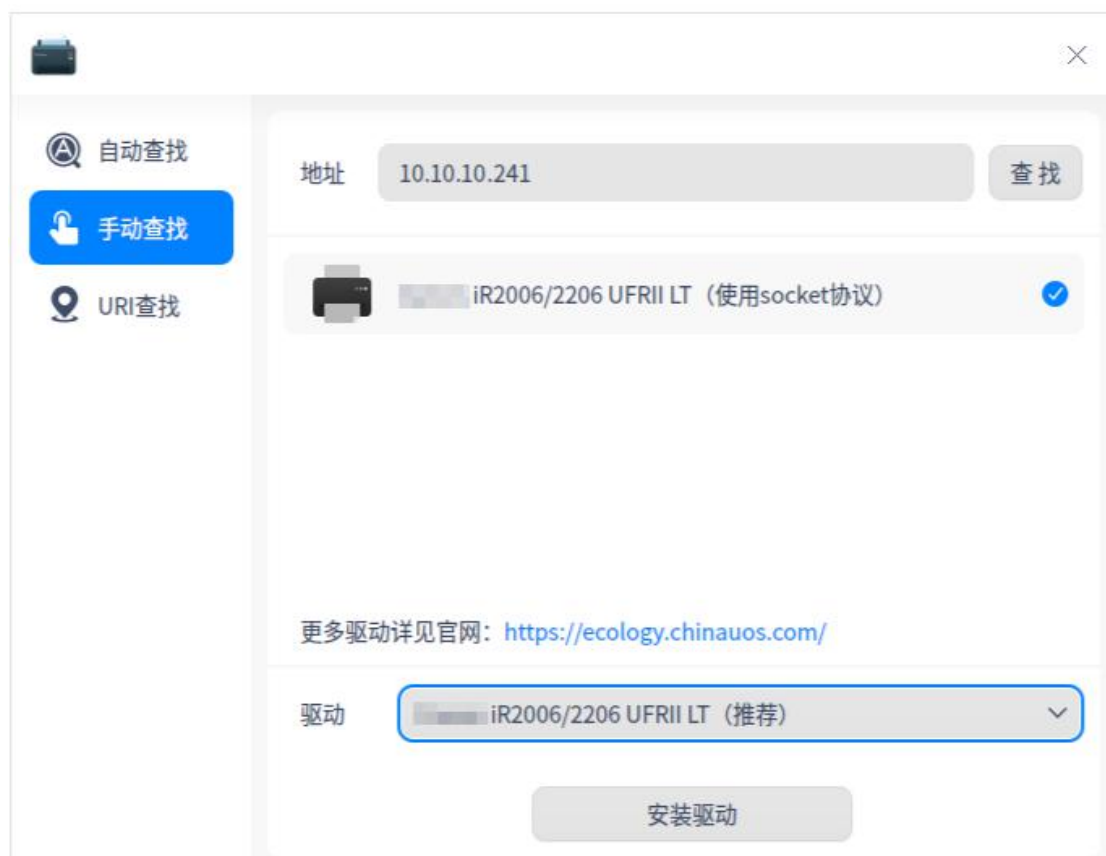 自动查找
手动查找
URI查找
地址 10.10.10.241 查找
iR2006/2206 UFRII LT（使用socket协议）
更多驱动详见官网：https://ecology.chinauos.com/
驱动 iR2006/2206 UFRII LT（推荐）
安装驱动